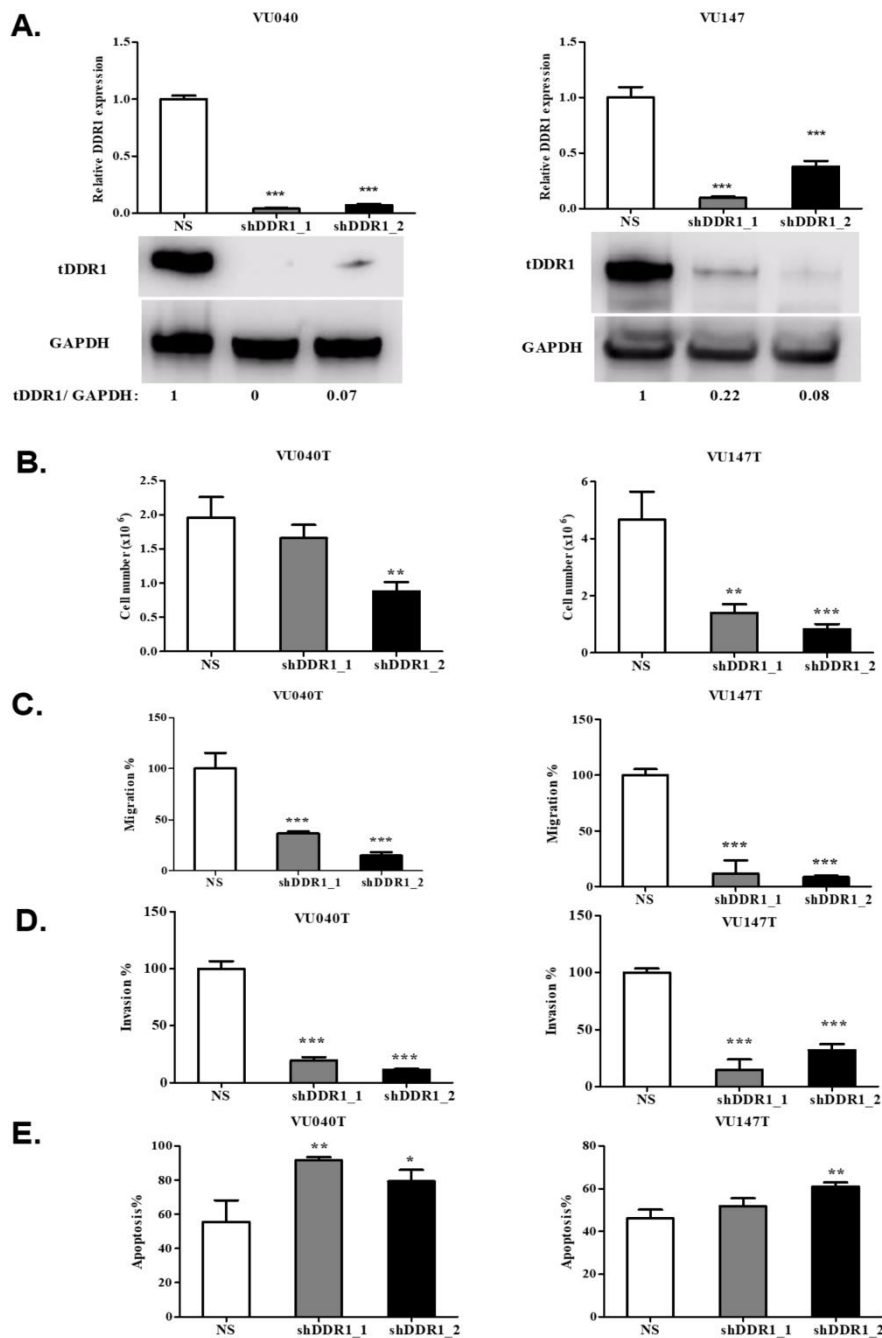 A.
VU040
Relative DDR1 expression
1.5
1.0
0.5
0.0
***
***
NS
shDDR1_1
shDDR1_2
tDDR1
GAPDH
tDDR1/ GAPDH: 1 0 0.07
VU147
Relative DDR1 expression
1.5
1.0
0.5
0.0
***
***
NS
shDDR1_1
shDDR1_2
tDDR1
GAPDH
1 0.22 0.08
B.
VU040T
Cell number (x10 6)
2.5
2.0
1.5
1.0
0.5
0.0
**
NS
shDDR1_1
shDDR1_2
VU147T
Cell number (x10 6)
6
4
2
0
**
***
NS
shDDR1_1
shDDR1_2
C.
VU040T
Migration %
150
100
50
0
***
***
NS
shDDR1_1
shDDR1_2
VU147T
Migration %
150
100
50
0
***
***
NS
shDDR1_1
shDDR1_2
D.
VU040T
Invasion %
150
100
50
0
***
***
NS
shDDR1_1
shDDR1_2
VU147T
Invasion %
150
100
50
0
***
***
NS
shDDR1_1
shDDR1_2
E.
VU040T
Apoptosis%
100
80
60
40
20
0
**
*
NS
shDDR1_1
shDDR1_2
VU147T
Apoptosis%
80
60
40
20
0
**
NS
shDDR1_1
shDDR1_2